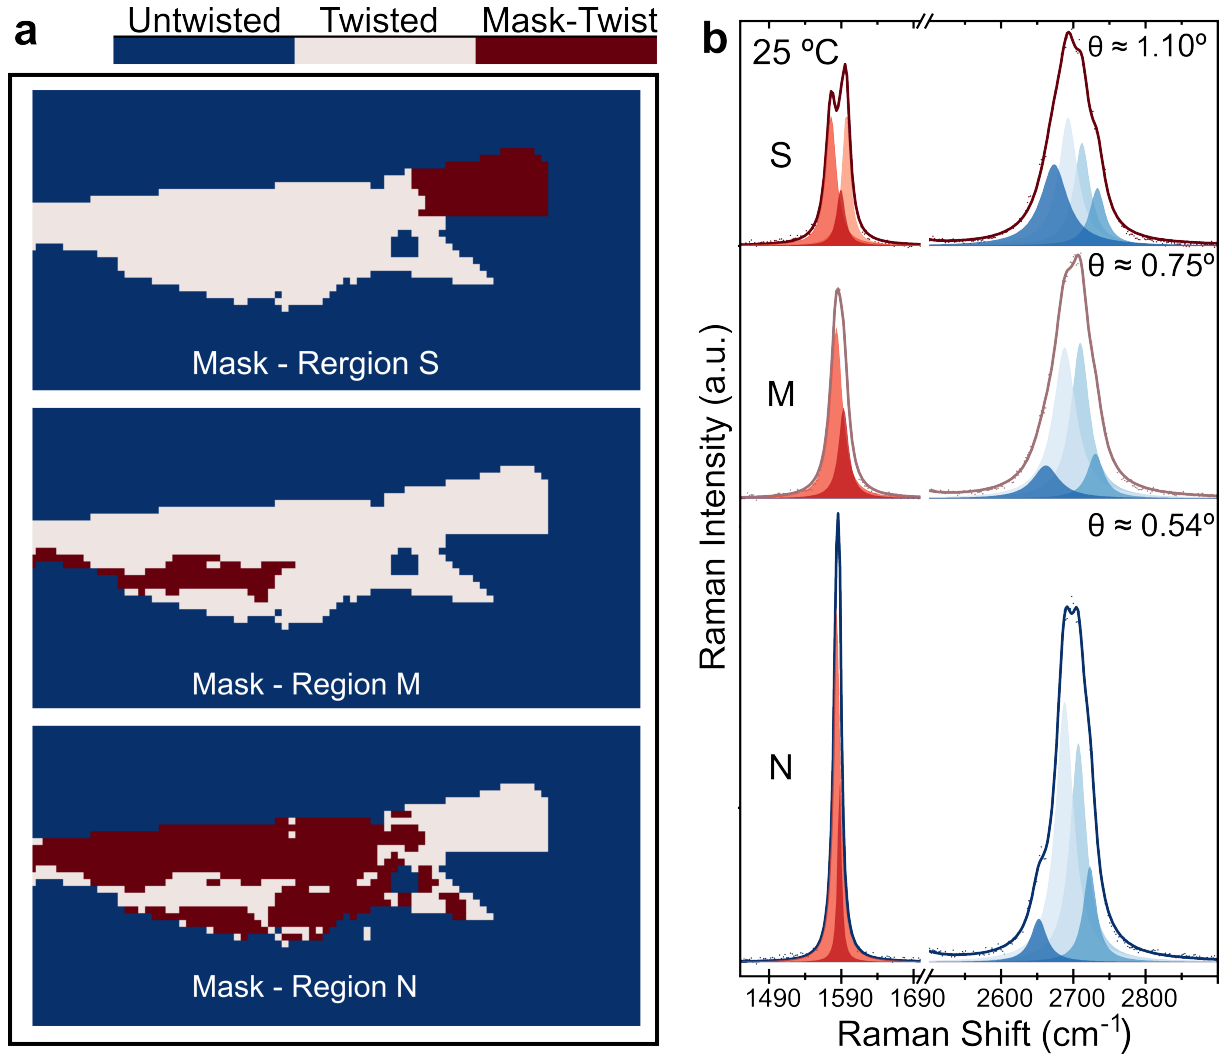 a
Untwisted Twisted Mask-Twist
Mask - Rergion S
Mask - Region M
Mask - Region N
b
25 ºC
θ ≈ 1.10º
S
θ ≈ 0.75º
M
θ ≈ 0.54º
N
Raman Intensity (a.u.)
1490 1590 1690 2600 2700 2800
Raman Shift (cm⁻¹)